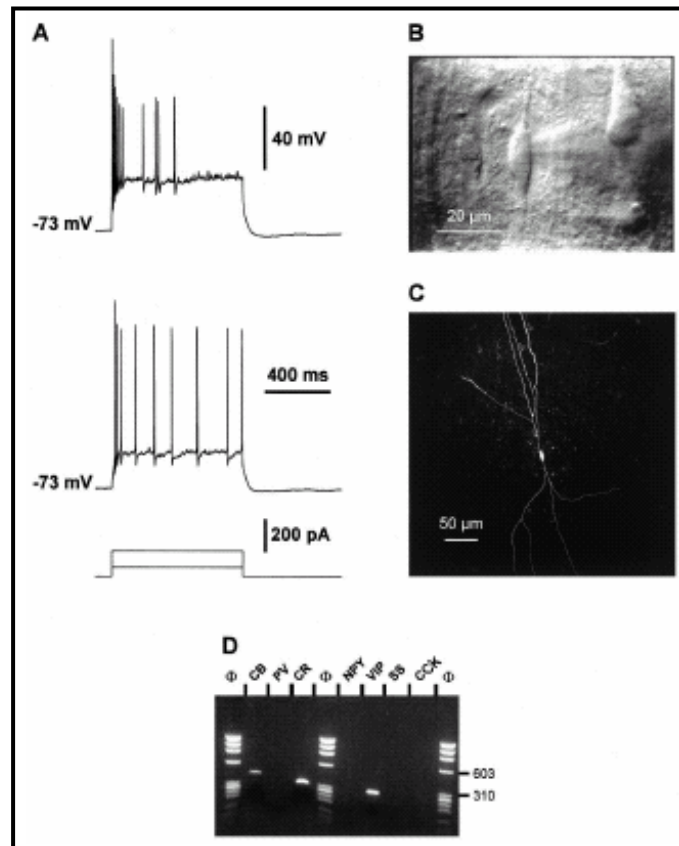 A
40 mV
-73 mV
400 ms
-73 mV
200 pA
B
20 µm
C
50 µm
D
Φ CB PV CR Φ NPY VIP SS CCK Φ
603
310